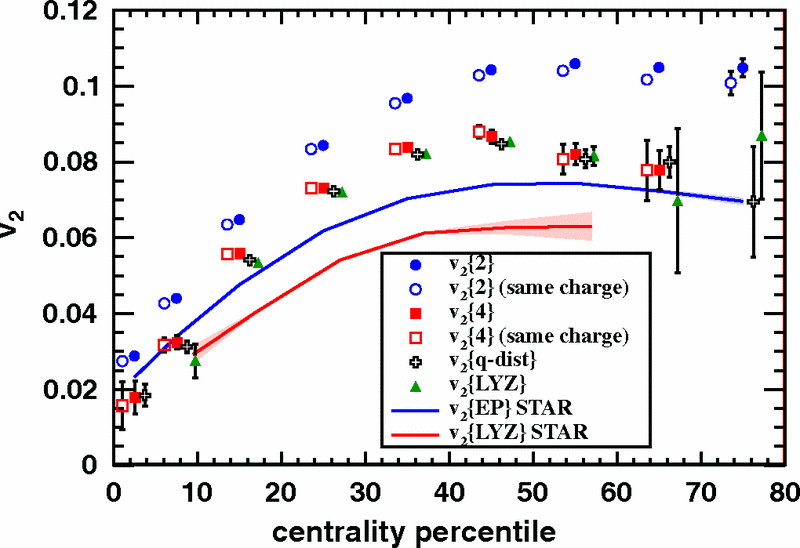 0.12
0.1
0.08
0.06
0.04
0.02
0
v2
v2{2}
v2{2} (same charge)
v2{4}
v2{4} (same charge)
v2{q-dist}
v2{LYZ}
v2{EP} STAR
v2{LYZ} STAR
0 10 20 30 40 50 60 70 80
centrality percentile